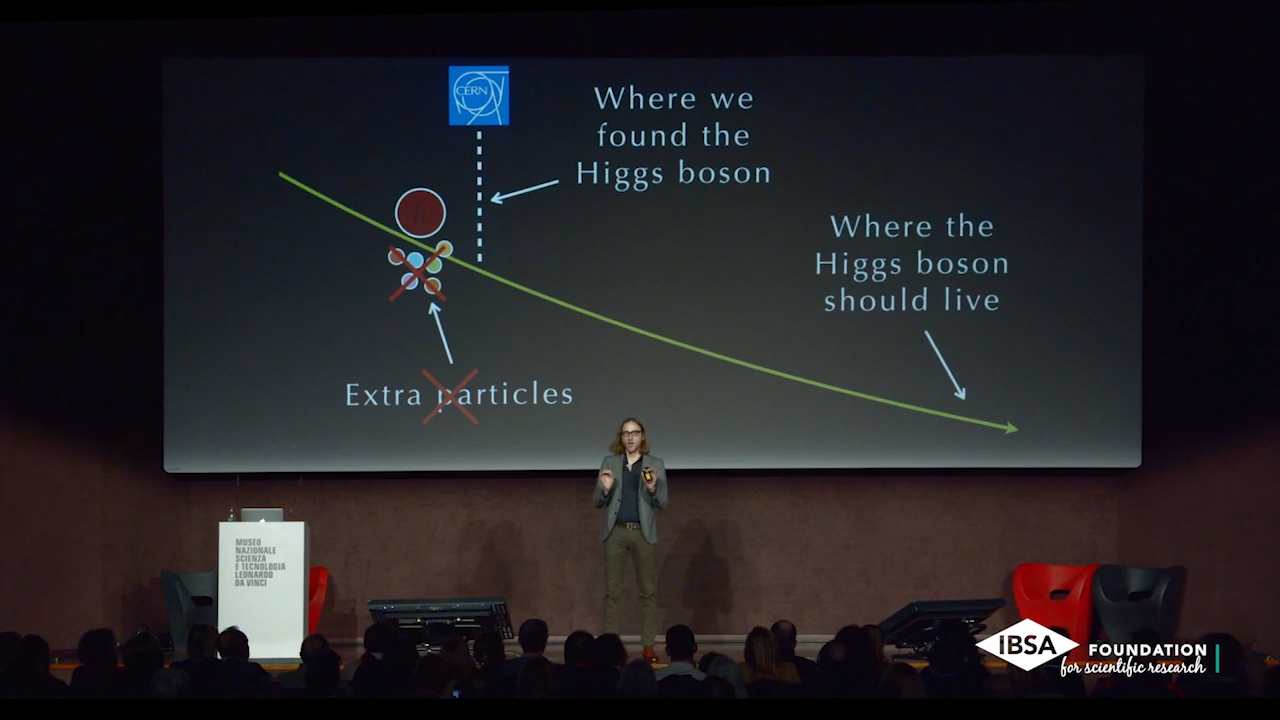 CERN
Where we
found the
Higgs boson
Where the
Higgs boson
should live
h
Extra particles
MUSEO
NAZIONALE
SCIENZA
E TECNOLOGIA
LEONARDO
DA VINCI
IBSA FOUNDATION
for scientific research